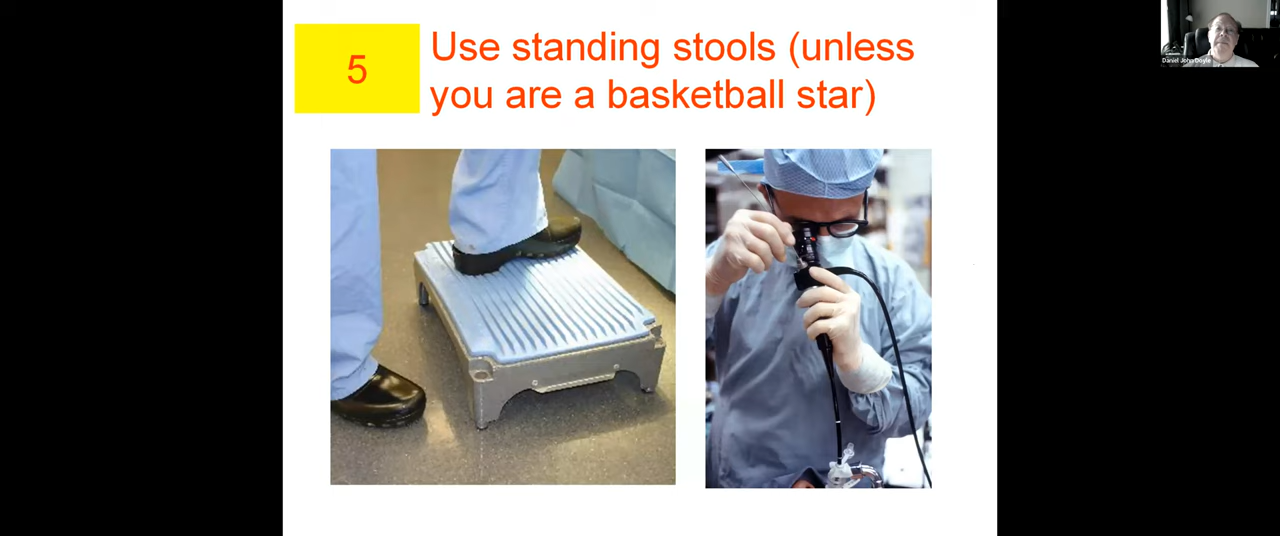 5
Use standing stools (unless
you are a basketball star)
Daniel John Doyle